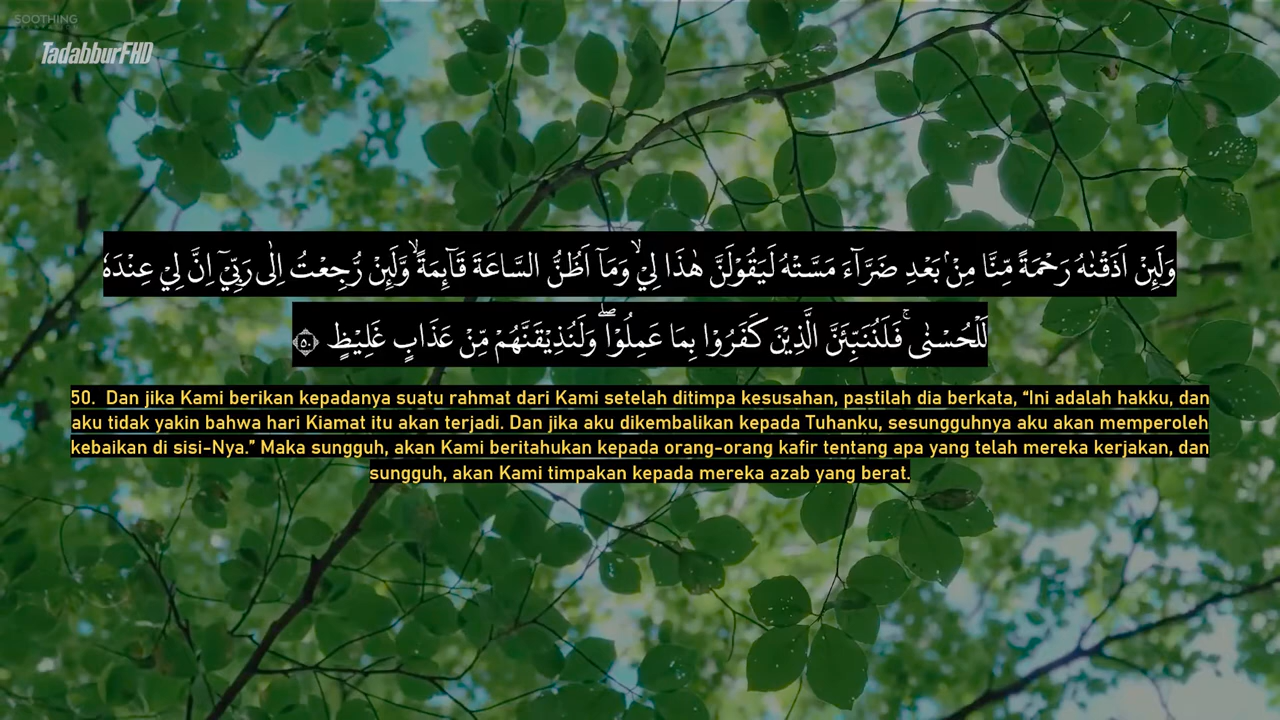 SOOTHING
TadabburFHD
وَلَىِٕنْ اَذَقْنٰهُ رَحْمَةً مِّنَّا مِنْۢ بَعْدِ ضَرَّاۤءَ مَسَّتْهُ لَيَقُوْلَنَّ هٰذَا لِيْۙ وَمَآ اَظُنُّ السَّاعَةَ قَاۤىِٕمَةًۙ وَّلَىِٕنْ رُّجِعْتُ اِلٰى رَبِّيْٓ اِنَّ لِيْ عِنْدَهٗ
لَلْحُسْنٰىۚ فَلَنُنَبِّئَنَّ الَّذِيْنَ كَفَرُوْا بِمَا عَمِلُوْاۖ وَلَنُذِيْقَنَّهُمْ مِّنْ عَذَابٍ غَلِيْظٍ ۝٥٠
50. Dan jika Kami berikan kepadanya suatu rahmat dari Kami setelah ditimpa kesusahan, pastilah dia berkata, “Ini adalah hakku, dan
aku tidak yakin bahwa hari Kiamat itu akan terjadi. Dan jika aku dikembalikan kepada Tuhanku, sesungguhnya aku akan memperoleh
kebaikan di sisi-Nya.” Maka sungguh, akan Kami beritahukan kepada orang-orang kafir tentang apa yang telah mereka kerjakan, dan
sungguh, akan Kami timpakan kepada mereka azab yang berat.